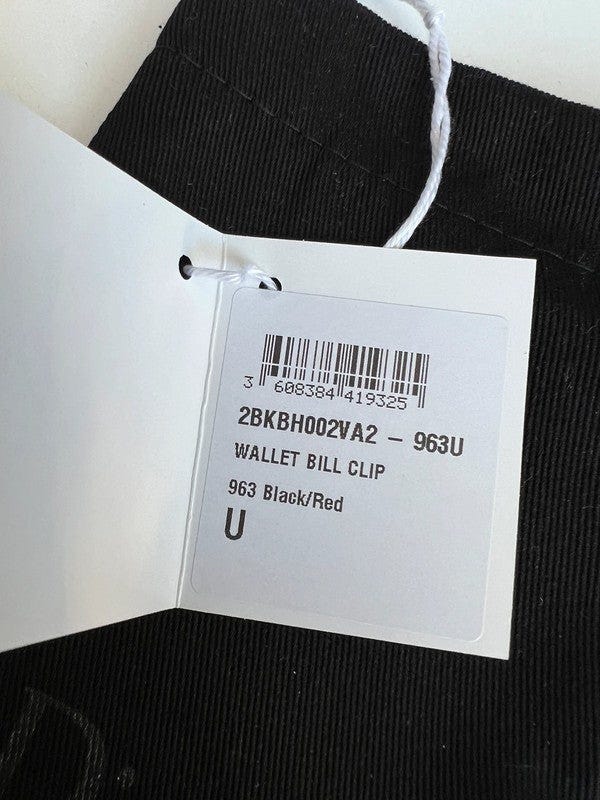 3 608384 419325
2BKBH002VA2 - 963U
WALLET BILL CLIP
963 Black/Red
U
D